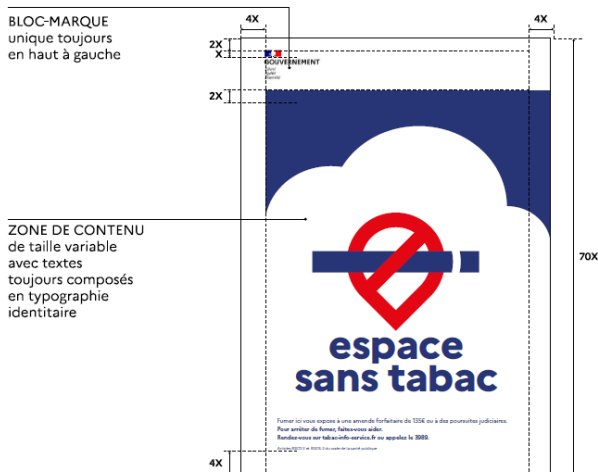 BLOC-MARQUE
unique toujours
en haut à gauche
4X
4X
2X
X
GOUVERNEMENT
2X
ZONE DE CONTENU
de taille variable
avec textes
toujours composés
en typographie
identitaire
70X
espace
sans tabac
Fumer ici vous expose à une amende forfaitaire de 135€ ou à des poursuites judiciaires.
Pour arrêter de fumer, faites-vous aider.
Rendez-vous sur tabac-info-service.fr ou appelez le 3989.
4X